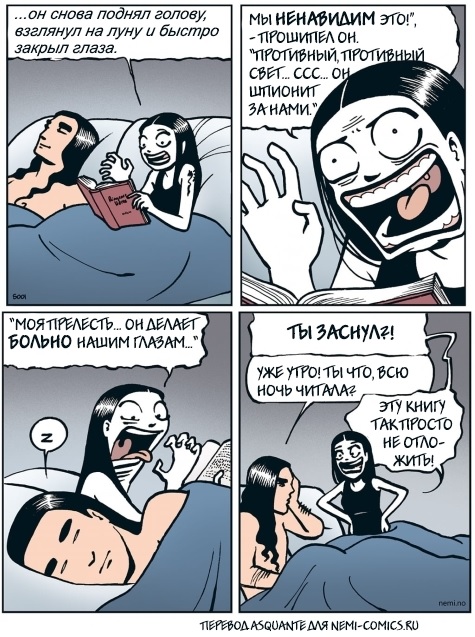 ...он снова поднял голову,
взглянул на луну и быстро
закрыл глаза.
МЫ НЕНАВИДИМ ЭТО!",
- ПРОШИПЕЛ ОН.
"ПРОТИВНЫЙ, ПРОТИВНЫЙ
СВЕТ... ССС... ОН
ШПИОНИТ
ЗА НАМИ."
"МОЯ ПРЕЛЕСТЬ... ОН ДЕЛАЕТ
БОЛЬНО НАШИМ ГЛАЗАМ..."
Z
ТЫ ЗАСНУЛ?!
УЖЕ УТРО! ТЫ ЧТО, ВСЮ
НОЧЬ ЧИТАЛА?
ЭТУ КНИГУ
ТАК ПРОСТО
НЕ ОТЛО-
ЖИТЬ!
nemi.no
ПЕРЕВОД ASQUANTE ДЛЯ NEMI-COMICS.RU